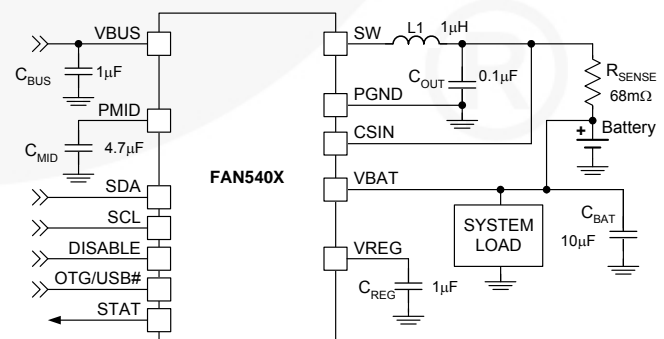 VBUS
C_BUS
1μF
PMID
C_MID
4.7μF
SDA
SCL
DISABLE
OTG/USB#
STAT
FAN540X
SW
L1
1μH
C_OUT
0.1μF
PGND
CSIN
VBAT
VREG
C_REG
1μF
R_SENSE
68mΩ
+
Battery
SYSTEM
LOAD
C_BAT
10μF
R